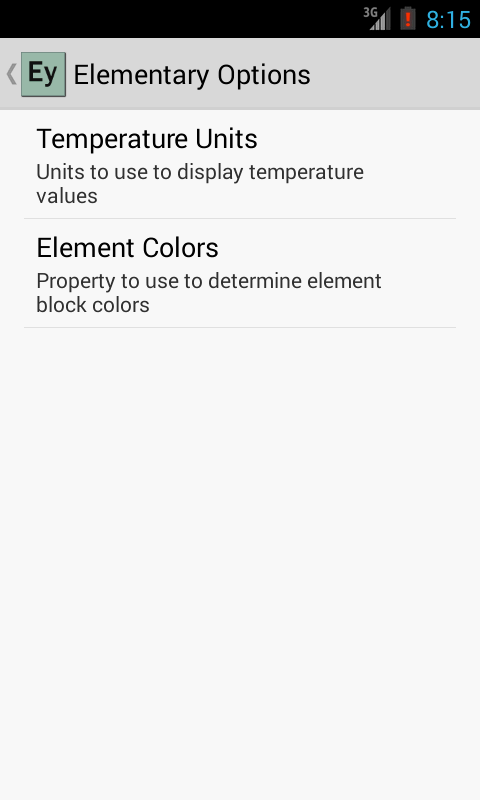 3G
8:15
Ey Elementary Options
Temperature Units
Units to use to display temperature
values
Element Colors
Property to use to determine element
block colors